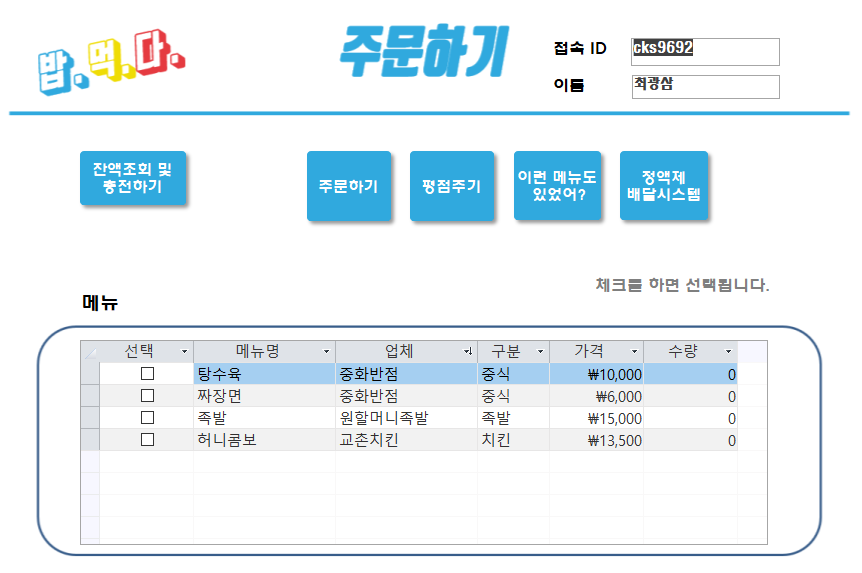 밥.먹.다.
주문하기
접속 ID cks9692
이름 최광삼
잔액조회 및
충전하기
주문하기
평점주기
이런 메뉴도
있었어?
정액제
배달시스템
체크를 하면 선택됩니다.
메뉴
선택 메뉴명 업체 구분 가격 수량
탕수육 중화반점 중식 ₩10,000 0
짜장면 중화반점 중식 ₩6,000 0
족발 원할머니족발 족발 ₩15,000 0
허니콤보 교촌치킨 치킨 ₩13,500 0